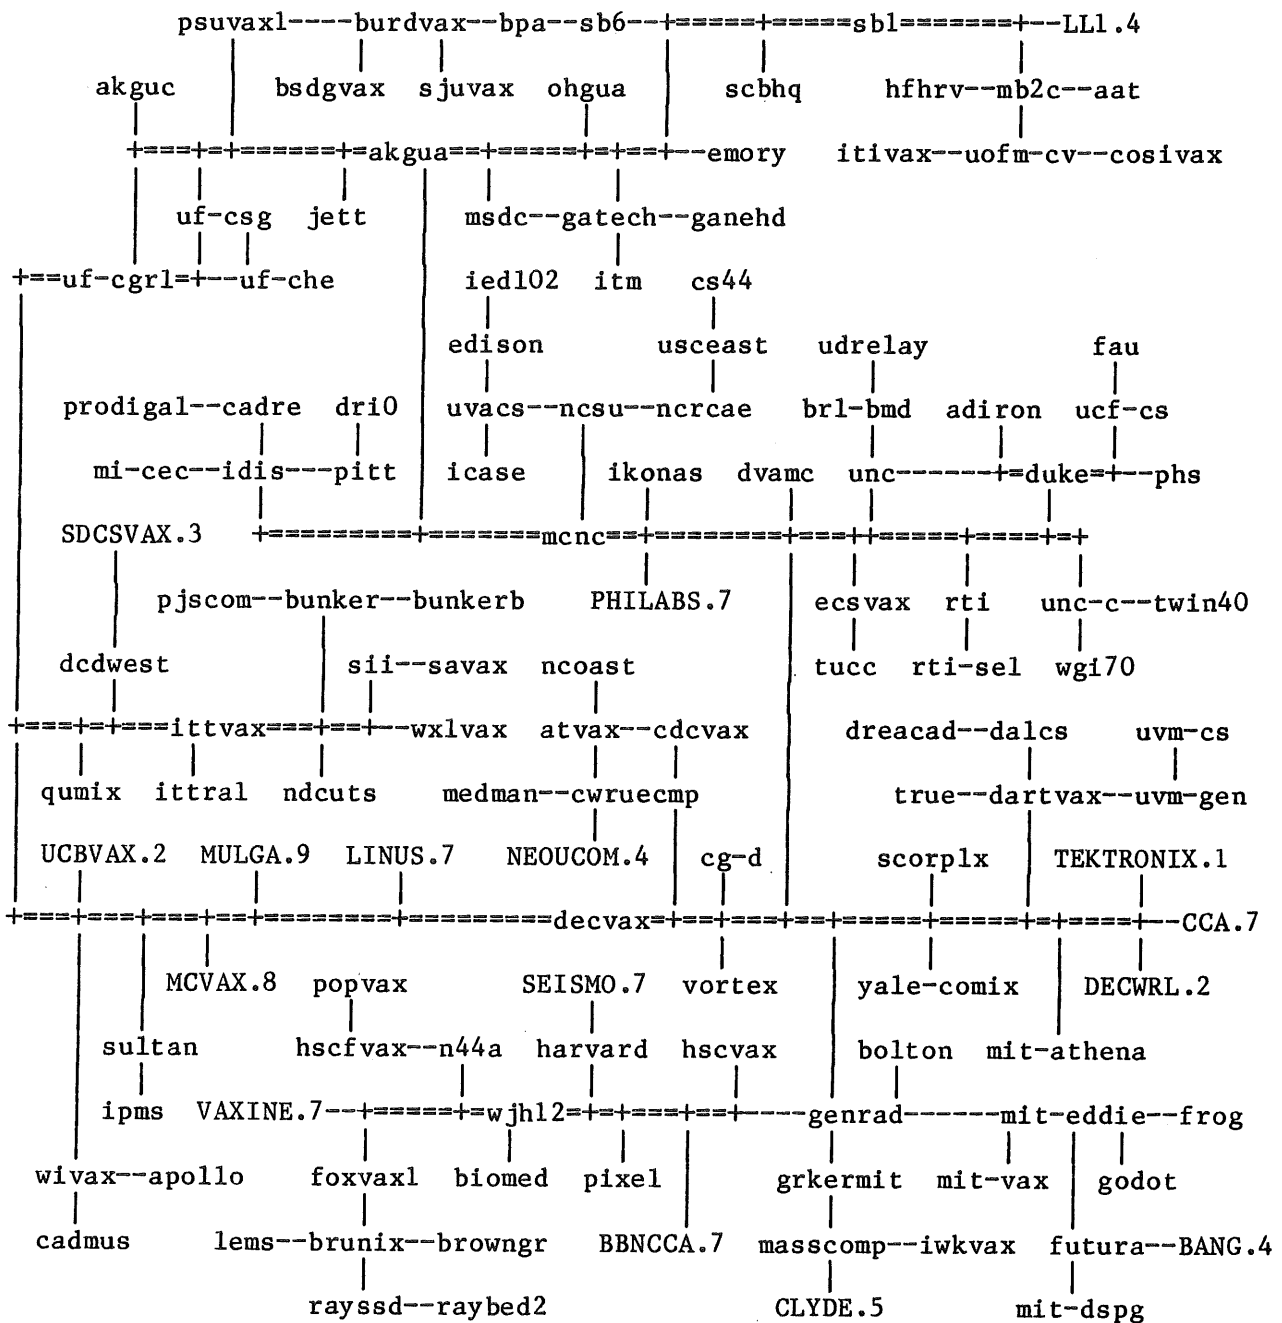 psuvax1----burdvax--bpa--sb6--+=====+=====sb1=======+--LL1.4
akguc bsdgvax sjuvax ohgua scbhq hfhrv--mb2c--aat
+===+=+======+=akgua==+=====+=+==+--emory itivax--uofm-cv--cosivax
uf-csg jett msdc--gatech--ganehd
+==uf-cgrl=+--uf-che ied102 itm cs44
edison usceast udrelay fau
prodigal--cadre dri0 uvacs--ncsu--ncrcae brl-bmd adiron ucf-cs
mi-cec--idis---pitt icase ikonas dvamc unc------+=duke=+--phs
SDCSVAX.3 +=========+=======mcnc==+========+===++=====+====+=+
pjscom--bunker--bunkerb PHILABS.7 ecsvax rti unc-c--twin40
dcdwest sii--savax ncoast tucc rti-sel wgi70
+===+=+===ittvax===+==+--wxlvax atvax--cdcvax dreacad--dalcs uvm-cs
qumix ittral ndcuts medman--cwruecmp true--dartvax--uvm-gen
UCBVAX.2 MULGA.9 LINUS.7 NEOUCOM.4 cg-d scorplx TEKTRONIX.1
+===+===+===+==+========+=========decvax=+==+===+==+=====+=====+=+====+--CCA.7
MCVAX.8 popvax SEISMO.7 vortex yale-comix DECWRL.2
sultan hscfvax--n44a harvard hscvax bolton mit-athena
ipms VAXINE.7--+=====+=wjh12=+=+===+==+----genrad------mit-eddie--frog
wivax--apollo foxvax1 biomed pixel grkermit mit-vax godot
cadmus lems--brunix--browngr BBNCCA.7 masscomp--iwkvax futura--BANG.4
rayssd--raybed2 CLYDE.5 mit-dspg